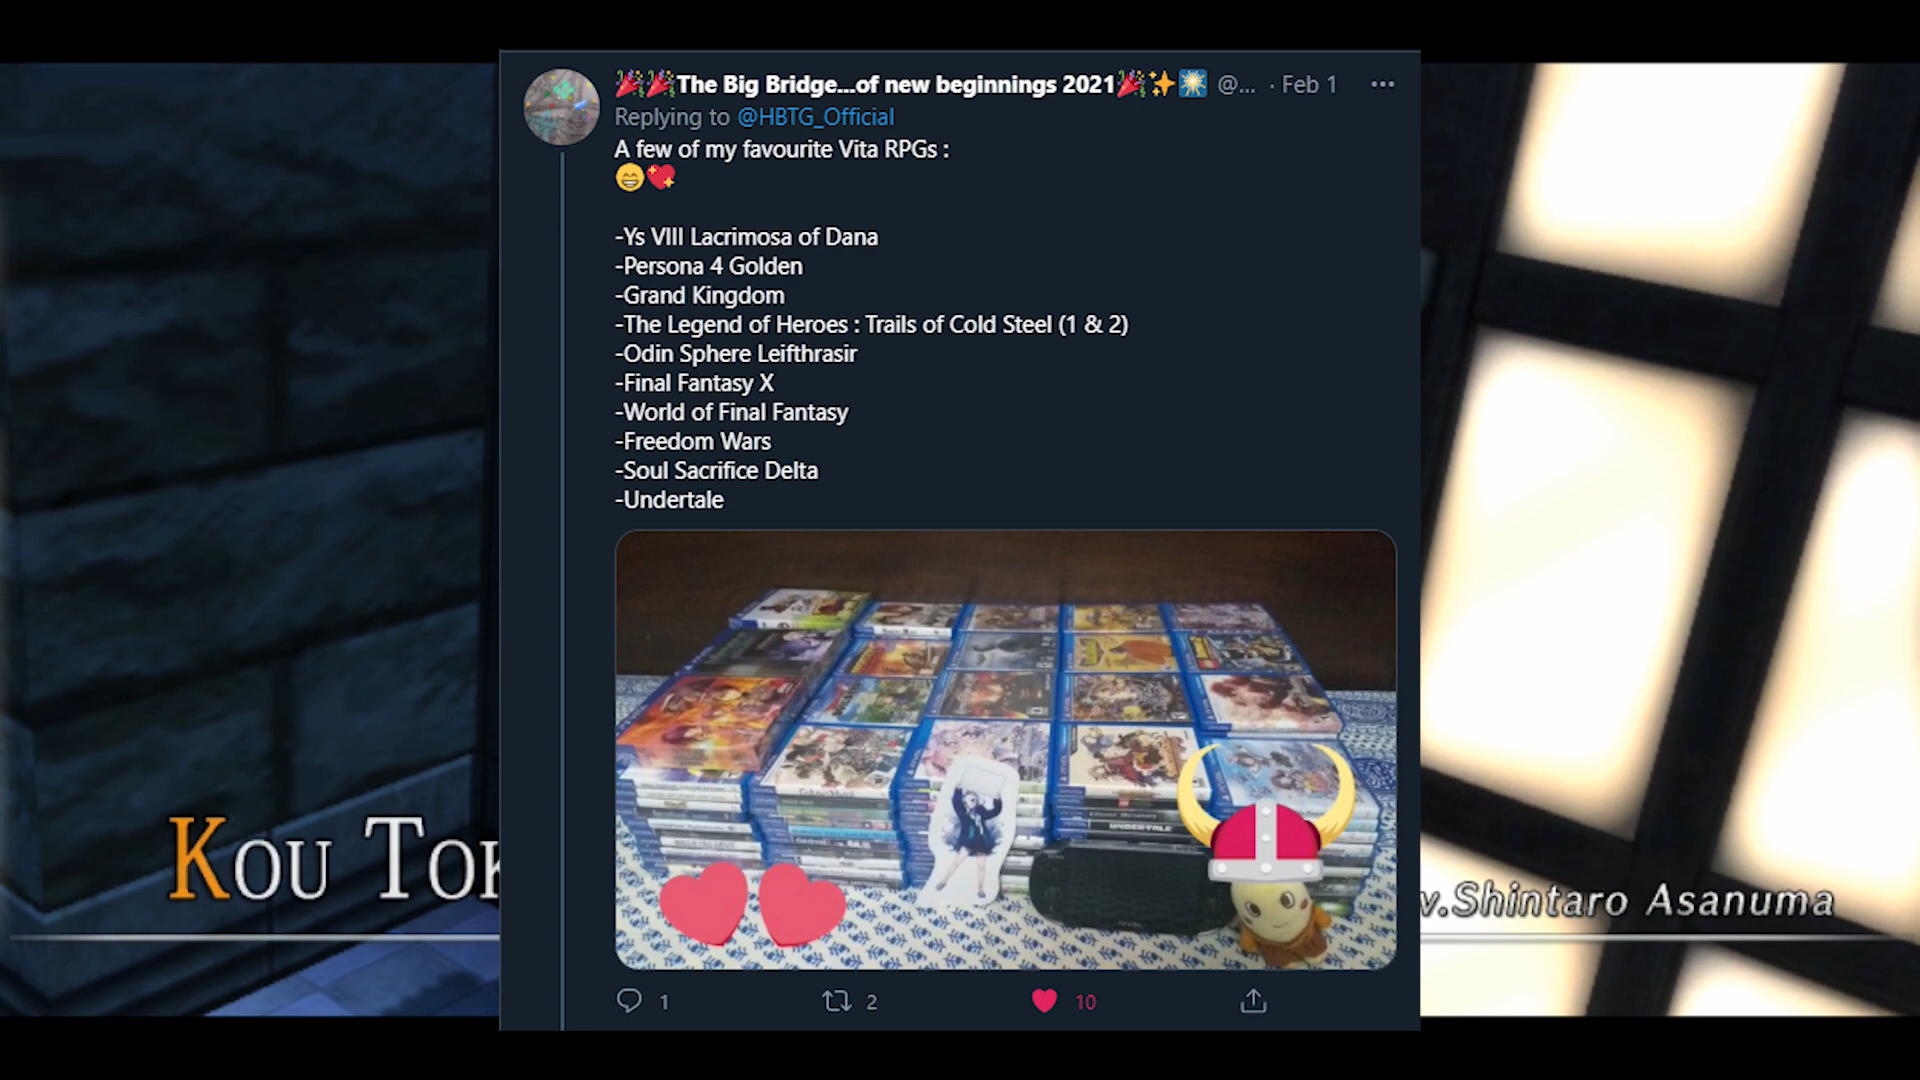 🎉🎉The Big Bridge...of new beginnings 2021🎉✨🎇 @... · Feb 1
Replying to @HBTG_Official
A few of my favourite Vita RPGs :
😁💖
-Ys VIII Lacrimosa of Dana
-Persona 4 Golden
-Grand Kingdom
-The Legend of Heroes : Trails of Cold Steel (1 & 2)
-Odin Sphere Leifthrasir
-Final Fantasy X
-World of Final Fantasy
-Freedom Wars
-Soul Sacrifice Delta
-Undertale
UNDERTALE
KOU TOK
v.Shintaro Asanuma
1 2 10